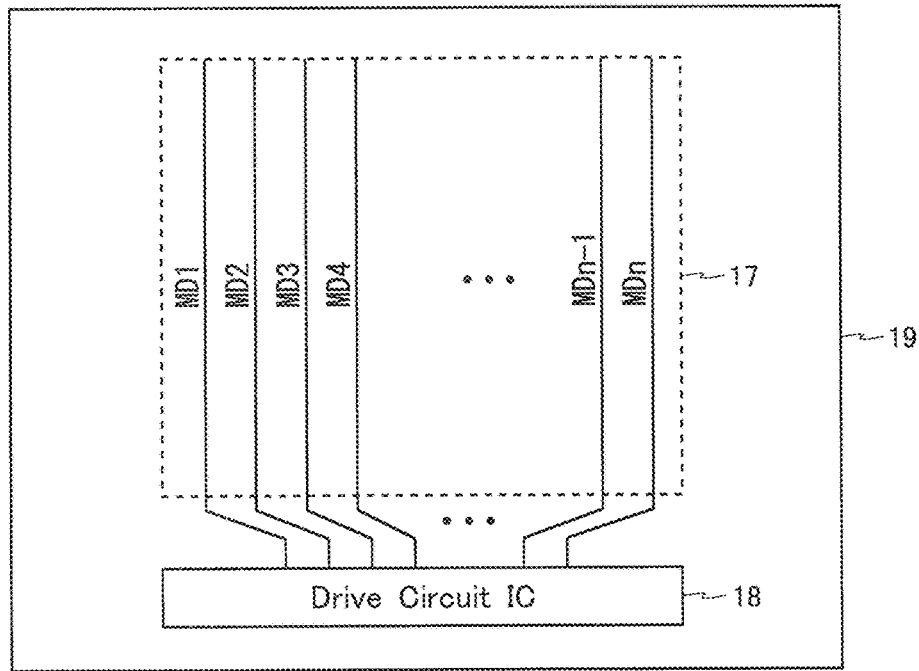 MD1
MD2
MD3
MD4
...
MDn-1
MDn
17
19
...
Drive Circuit IC
18